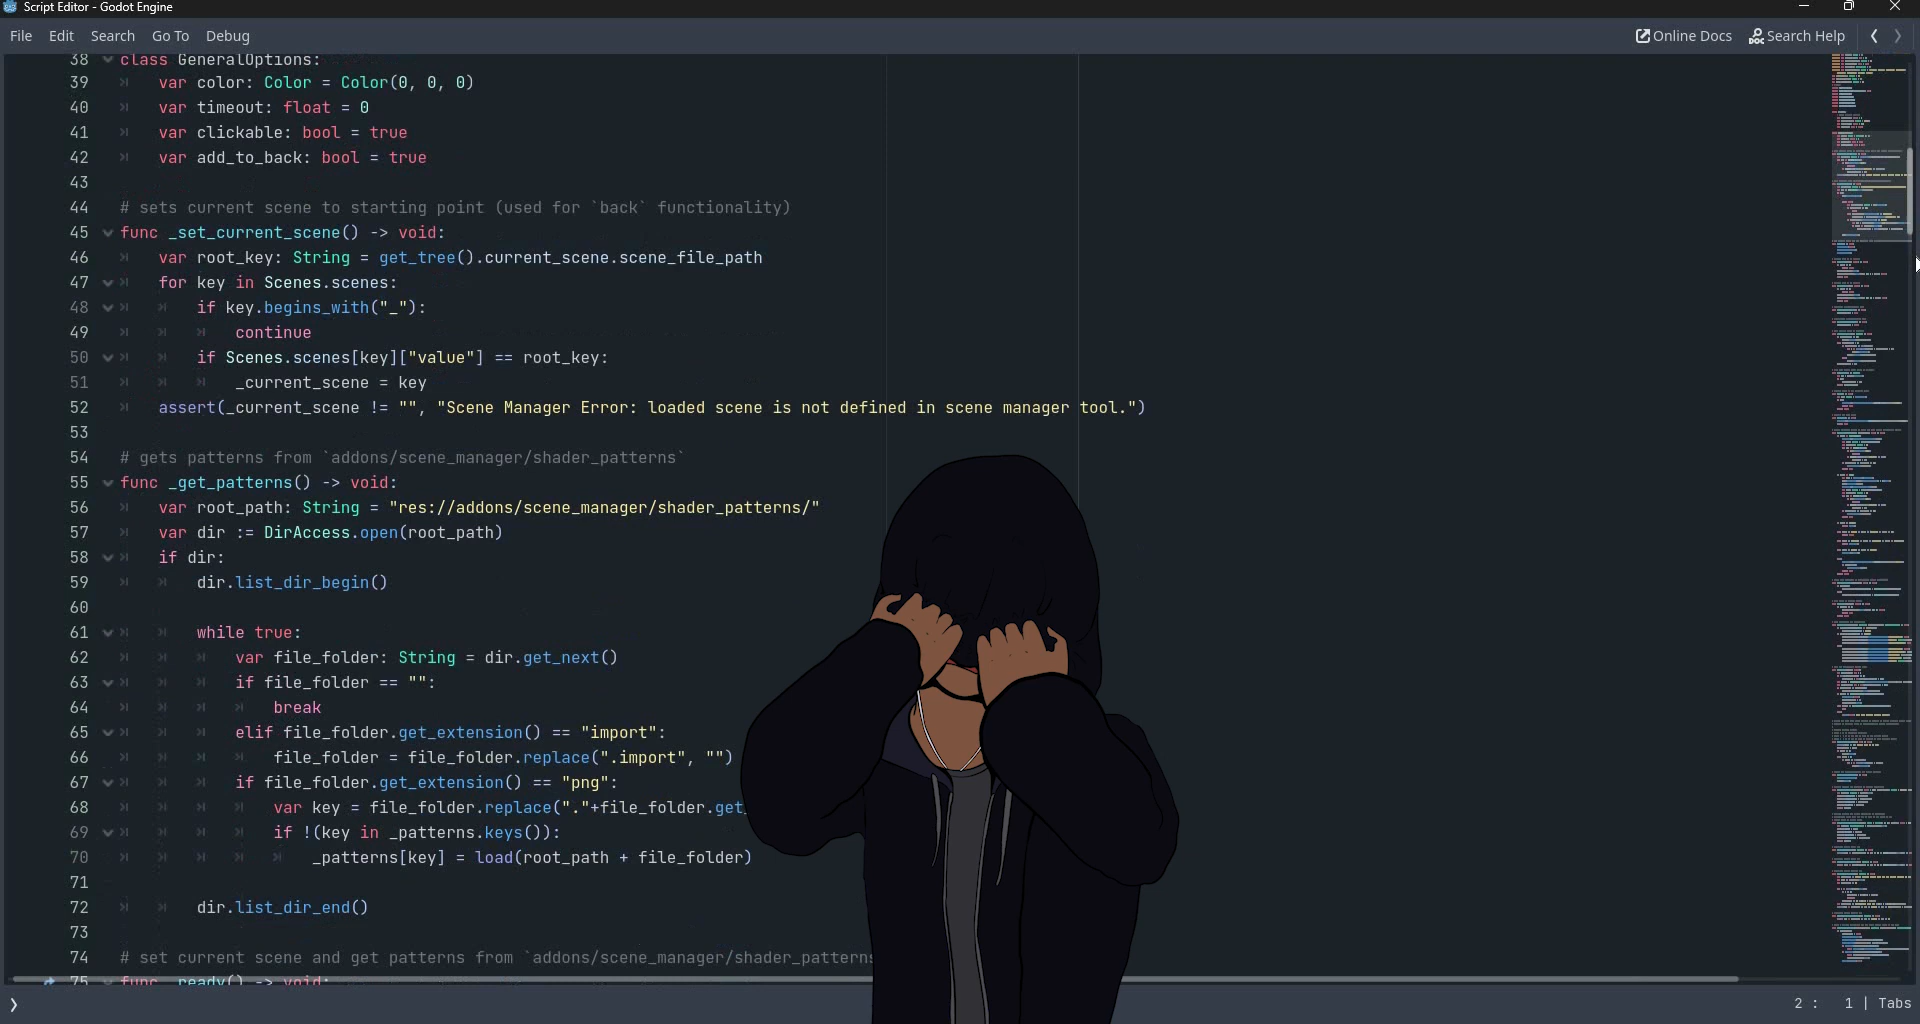 Script Editor - Godot Engine
File Edit Search Go To Debug Online Docs Search Help
38 class GeneralOptions:
39 var color: Color = Color(0, 0, 0)
40 var timeout: float = 0
41 var clickable: bool = true
42 var add_to_back: bool = true
43
44 # sets current scene to starting point (used for `back` functionality)
45 func _set_current_scene() -> void:
46 var root_key: String = get_tree().current_scene.scene_file_path
47 for key in Scenes.scenes:
48 if key.begins_with("_"):
49 continue
50 if Scenes.scenes[key]["value"] == root_key:
51 _current_scene = key
52 assert(_current_scene != "", "Scene Manager Error: loaded scene is not defined in scene manager tool.")
53
54 # gets patterns from `addons/scene_manager/shader_patterns`
55 func _get_patterns() -> void:
56 var root_path: String = "res://addons/scene_manager/shader_patterns/"
57 var dir := DirAccess.open(root_path)
58 if dir:
59 dir.list_dir_begin()
60
61 while true:
62 var file_folder: String = dir.get_next()
63 if file_folder == "":
64 break
65 elif file_folder.get_extension() == "import":
66 file_folder = file_folder.replace(".import", "")
67 if file_folder.get_extension() == "png":
68 var key = file_folder.replace("."+file_folder.get_
69 if !(key in _patterns.keys()):
70 _patterns[key] = load(root_path + file_folder)
71
72 dir.list_dir_end()
73
74 # set current scene and get patterns from `addons/scene_manager/shader_patterns
75 func _ready() -> void:
2 : 1 | Tabs